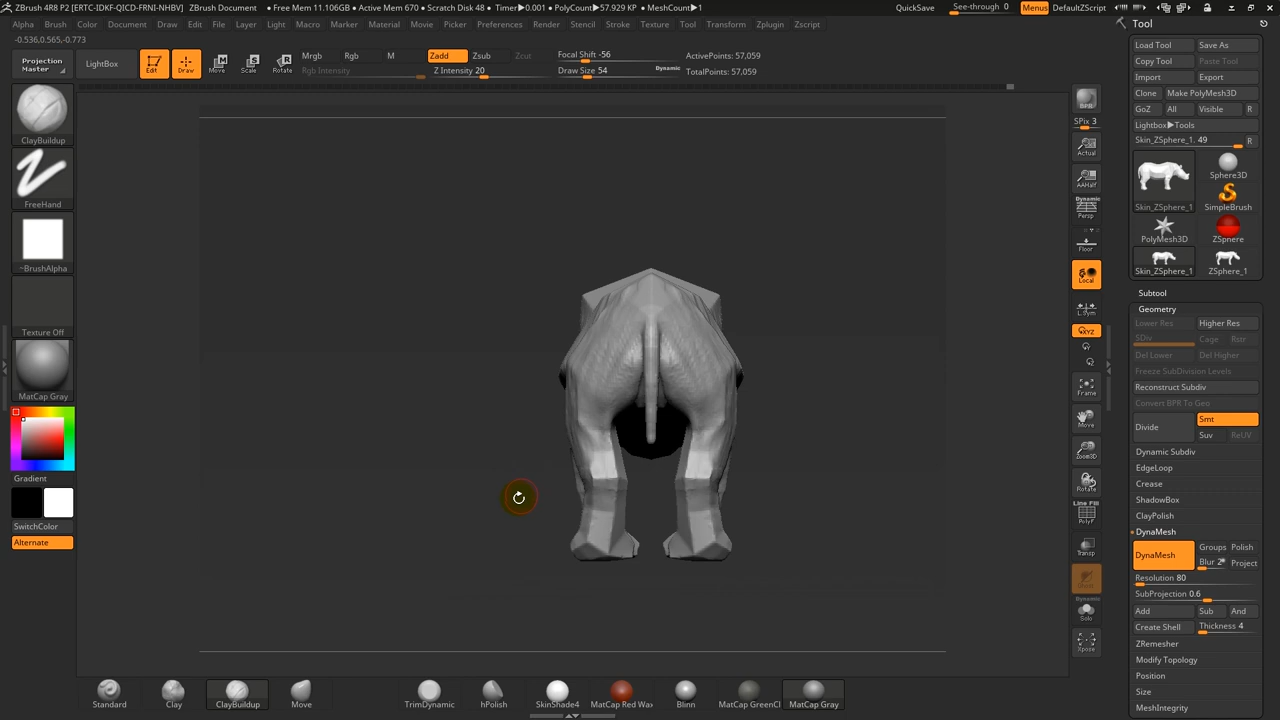 ZBrush 4R8 P2 [ERTC-IDKF-QICD-FRNI-NHBV] ZBrush Document • Free Mem 11.106GB • Active Mem 670 • Scratch Disk 48 • Timer▶0.001 • PolyCount▶57.929 KP • MeshCount▶1 QuickSave See-through 0 Menus DefaultZScript
Alpha Brush Color Document Draw Edit File Layer Light Macro Marker Material Movie Picker Preferences Render Stencil Stroke Texture Tool Transform Zplugin Zscript
-0.536,0.565,-0.773
Projection Master
LightBox
Edit
Draw
Move
Scale
Rotate
Mrgb Rgb M
Rgb Intensity
Zadd Zsub Zcut
Z Intensity 20
Focal Shift -56
Draw Size 54
Dynamic
ActivePoints: 57,059
TotalPoints: 57,059
ClayBuildup
FreeHand
~BrushAlpha
Texture Off
MatCap Gray
Gradient
SwitchColor
Alternate
BPR
SPix 3
Actual
AAHalf
Dynamic
Persp
Floor
Local
L.Sym
XYZ
Frame
Move
Zoom3D
Rotate
Line Fill
PolyF
Transp
Dynamic
Solo
Xpose
Tool
Load Tool Save As
Copy Tool Paste Tool
Import Export
Clone Make PolyMesh3D
GoZ All Visible R
Lightbox▶Tools
Skin_ZSphere_1. 49 R
Skin_ZSphere_1 Sphere3D
SimpleBrush
PolyMesh3D ZSphere
Skin_ZSphere_1 ZSphere_1
Subtool
Geometry
Lower Res Higher Res
SDiv Cage Rstr
Del Lower Del Higher
Freeze SubDivision Levels
Reconstruct Subdiv
Convert BPR To Geo
Divide Smt
Suv ReUV
Dynamic Subdiv
EdgeLoop
Crease
ShadowBox
ClayPolish
DynaMesh
DynaMesh Groups Polish
Blur 2 Project
Resolution 80
SubProjection 0.6
Add Sub And
Create Shell Thickness 4
ZRemesher
Modify Topology
Position
Size
MeshIntegrity
Standard Clay ClayBuildup Move TrimDynamic hPolish SkinShade4 MatCap Red Wax Blinn MatCap GreenCl MatCap Gray